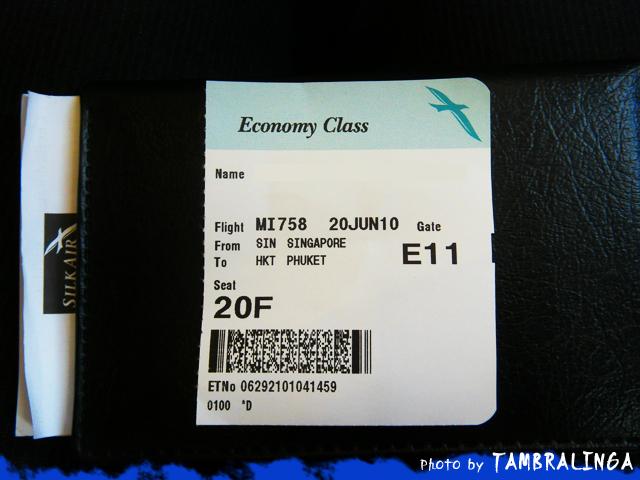 Economy Class
Name
Flight MI758 20JUN10 Gate
From SIN SINGAPORE
To HKT PHUKET
E11
Seat
20F
ETNo 06292101041459
0100 *D
SILKAIR
Photo by TAMBRALINGA